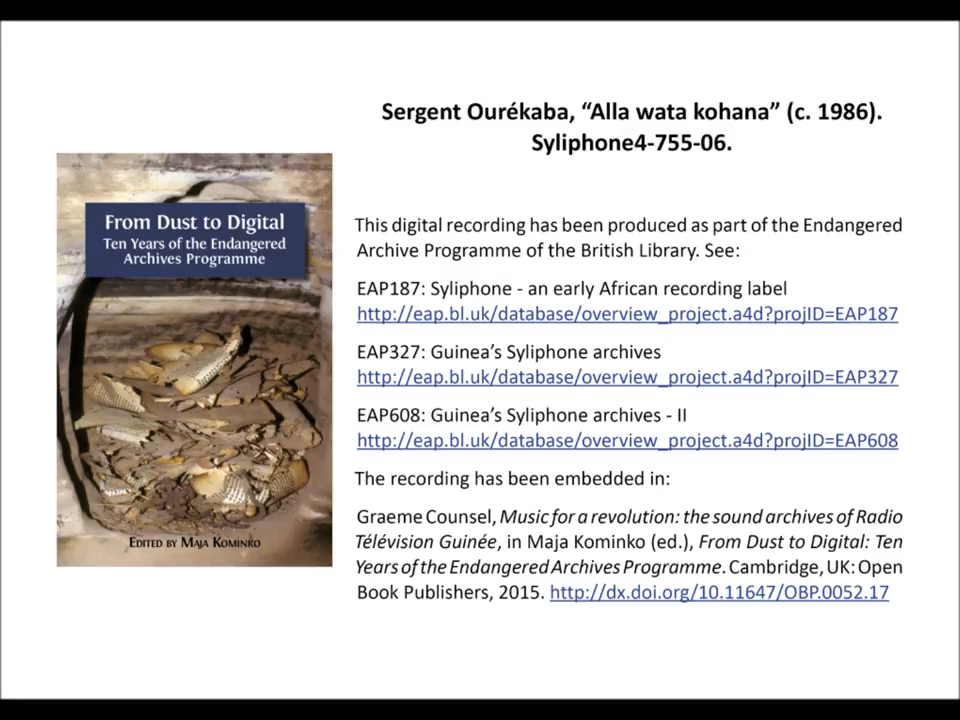 Sergent Ourékaba, “Alla wata kohana” (c. 1986).
Syliphone4-755-06.
From Dust to Digital
Ten Years of the Endangered
Archives Programme
Edited by Maja Kominko
This digital recording has been produced as part of the Endangered
Archive Programme of the British Library. See:
EAP187: Syliphone - an early African recording label
http://eap.bl.uk/database/overview_project.a4d?projID=EAP187
EAP327: Guinea’s Syliphone archives
http://eap.bl.uk/database/overview_project.a4d?projID=EAP327
EAP608: Guinea’s Syliphone archives - II
http://eap.bl.uk/database/overview_project.a4d?projID=EAP608
The recording has been embedded in:
Graeme Counsel, Music for a revolution: the sound archives of Radio
Télévision Guinée, in Maja Kominko (ed.), From Dust to Digital: Ten
Years of the Endangered Archives Programme. Cambridge, UK: Open
Book Publishers, 2015. http://dx.doi.org/10.11647/OBP.0052.17